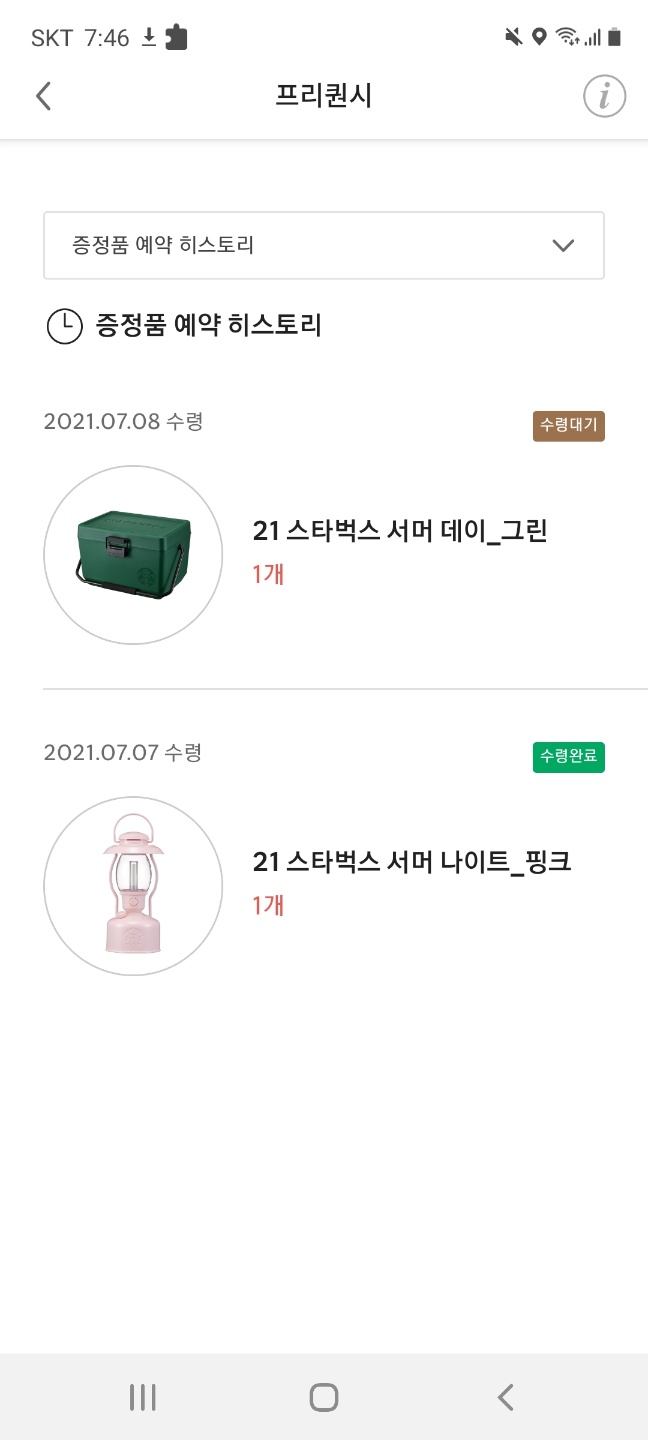 SKT 7:46
프리퀀시
증정품 예약 히스토리
증정품 예약 히스토리
2021.07.08 수령
수령대기
21 스타벅스 서머 데이_그린
1개
2021.07.07 수령
수령완료
21 스타벅스 서머 나이트_핑크
1개